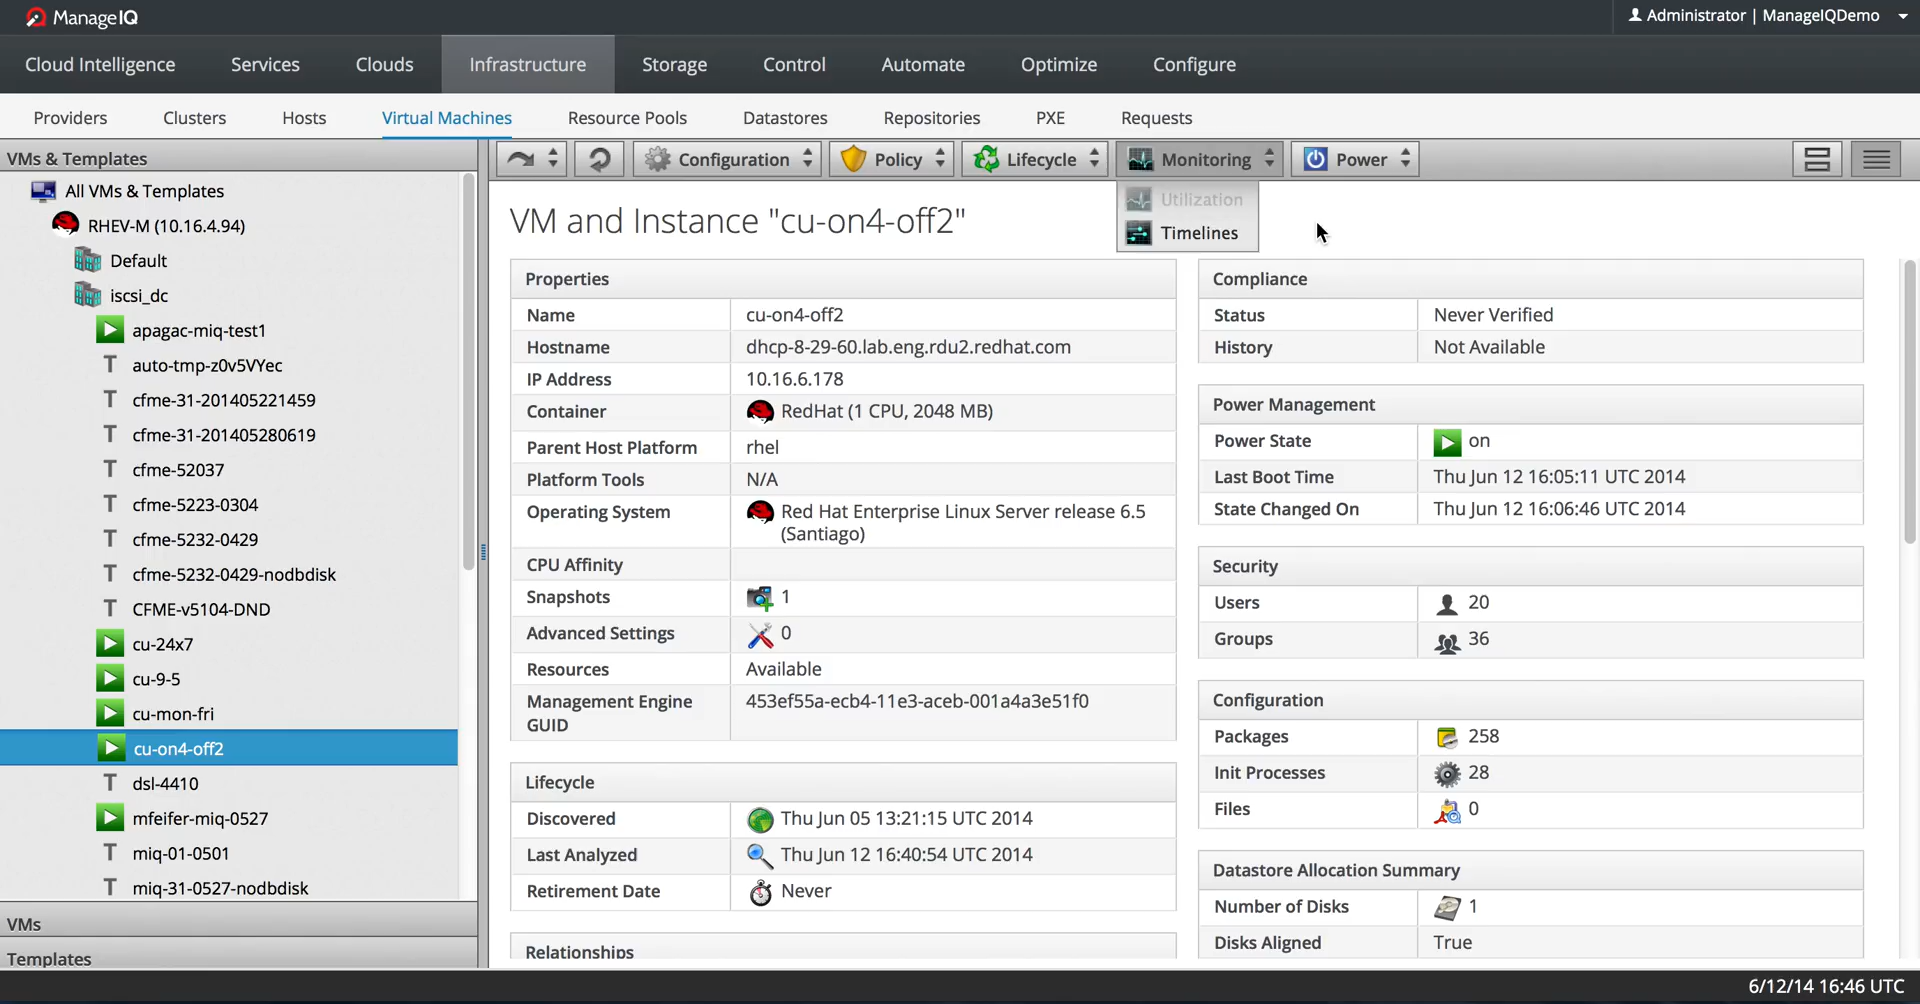 ManageIQ
Administrator | ManageIQDemo
Cloud Intelligence Services Clouds Infrastructure Storage Control Automate Optimize Configure
Providers Clusters Hosts Virtual Machines Resource Pools Datastores Repositories PXE Requests
VMs & Templates
All VMs & Templates
RHEV-M (10.16.4.94)
Default
iscsi_dc
apagac-miq-test1
T auto-tmp-z0v5VYec
T cfme-31-201405221459
T cfme-31-201405280619
T cfme-52037
T cfme-5223-0304
T cfme-5232-0429
T cfme-5232-0429-nodbdisk
T CFME-v5104-DND
cu-24x7
cu-9-5
cu-mon-fri
cu-on4-off2
T dsl-4410
mfeifer-miq-0527
T miq-01-0501
T miq-31-0527-nodbdisk
VMs
Templates
Configuration Policy Lifecycle Monitoring Power
Utilization
Timelines
VM and Instance "cu-on4-off2"
Properties
Name cu-on4-off2
Hostname dhcp-8-29-60.lab.eng.rdu2.redhat.com
IP Address 10.16.6.178
Container RedHat (1 CPU, 2048 MB)
Parent Host Platform rhel
Platform Tools N/A
Operating System Red Hat Enterprise Linux Server release 6.5
(Santiago)
CPU Affinity
Snapshots 1
Advanced Settings 0
Resources Available
Management Engine 453ef55a-ecb4-11e3-aceb-001a4a3e51f0
GUID
Lifecycle
Discovered Thu Jun 05 13:21:15 UTC 2014
Last Analyzed Thu Jun 12 16:40:54 UTC 2014
Retirement Date Never
Relationships
Compliance
Status Never Verified
History Not Available
Power Management
Power State on
Last Boot Time Thu Jun 12 16:05:11 UTC 2014
State Changed On Thu Jun 12 16:06:46 UTC 2014
Security
Users 20
Groups 36
Configuration
Packages 258
Init Processes 28
Files 0
Datastore Allocation Summary
Number of Disks 1
Disks Aligned True
6/12/14 16:46 UTC